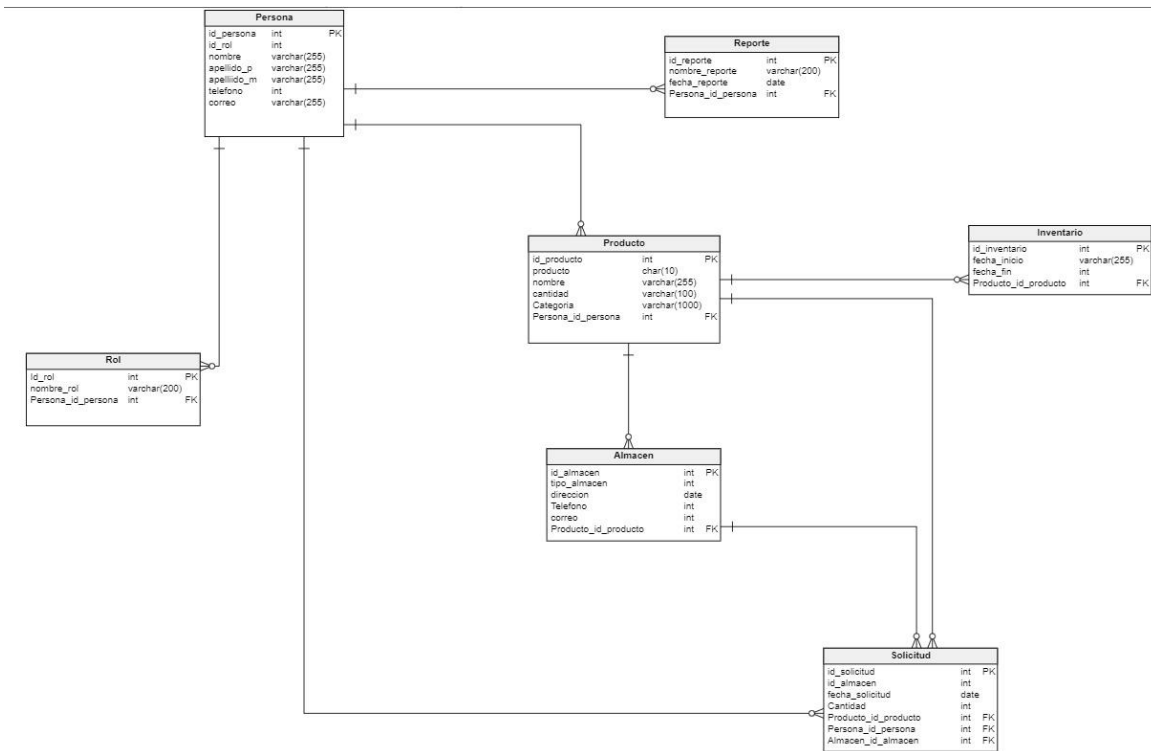 Persona
id_persona int PK
id_rol int
nombre varchar(255)
apellido_p varchar(255)
apelliido_m varchar(255)
telefono int
correo varchar(255)
Reporte
id_reporte int PK
nombre_reporte varchar(200)
fecha_reporte date
Persona_id_persona int FK
Producto
id_producto int PK
producto char(10)
nombre varchar(255)
cantidad varchar(100)
Categoria varchar(1000)
Persona_id_persona int FK
Inventario
id_inventario int PK
fecha_inicio varchar(255)
fecha_fin int
Producto_id_producto int FK
Rol
Id_rol int PK
nombre_rol varchar(200)
Persona_id_persona int FK
Almacen
id_almacen int PK
tipo_almacen int
direccion date
Telefono int
correo int
Producto_id_producto int FK
Solicitud
id_solicitud int PK
id_almacen int
fecha_solicitud date
Cantidad int
Producto_id_producto int FK
Persona_id_persona int FK
Almacen_id_almacen int FK